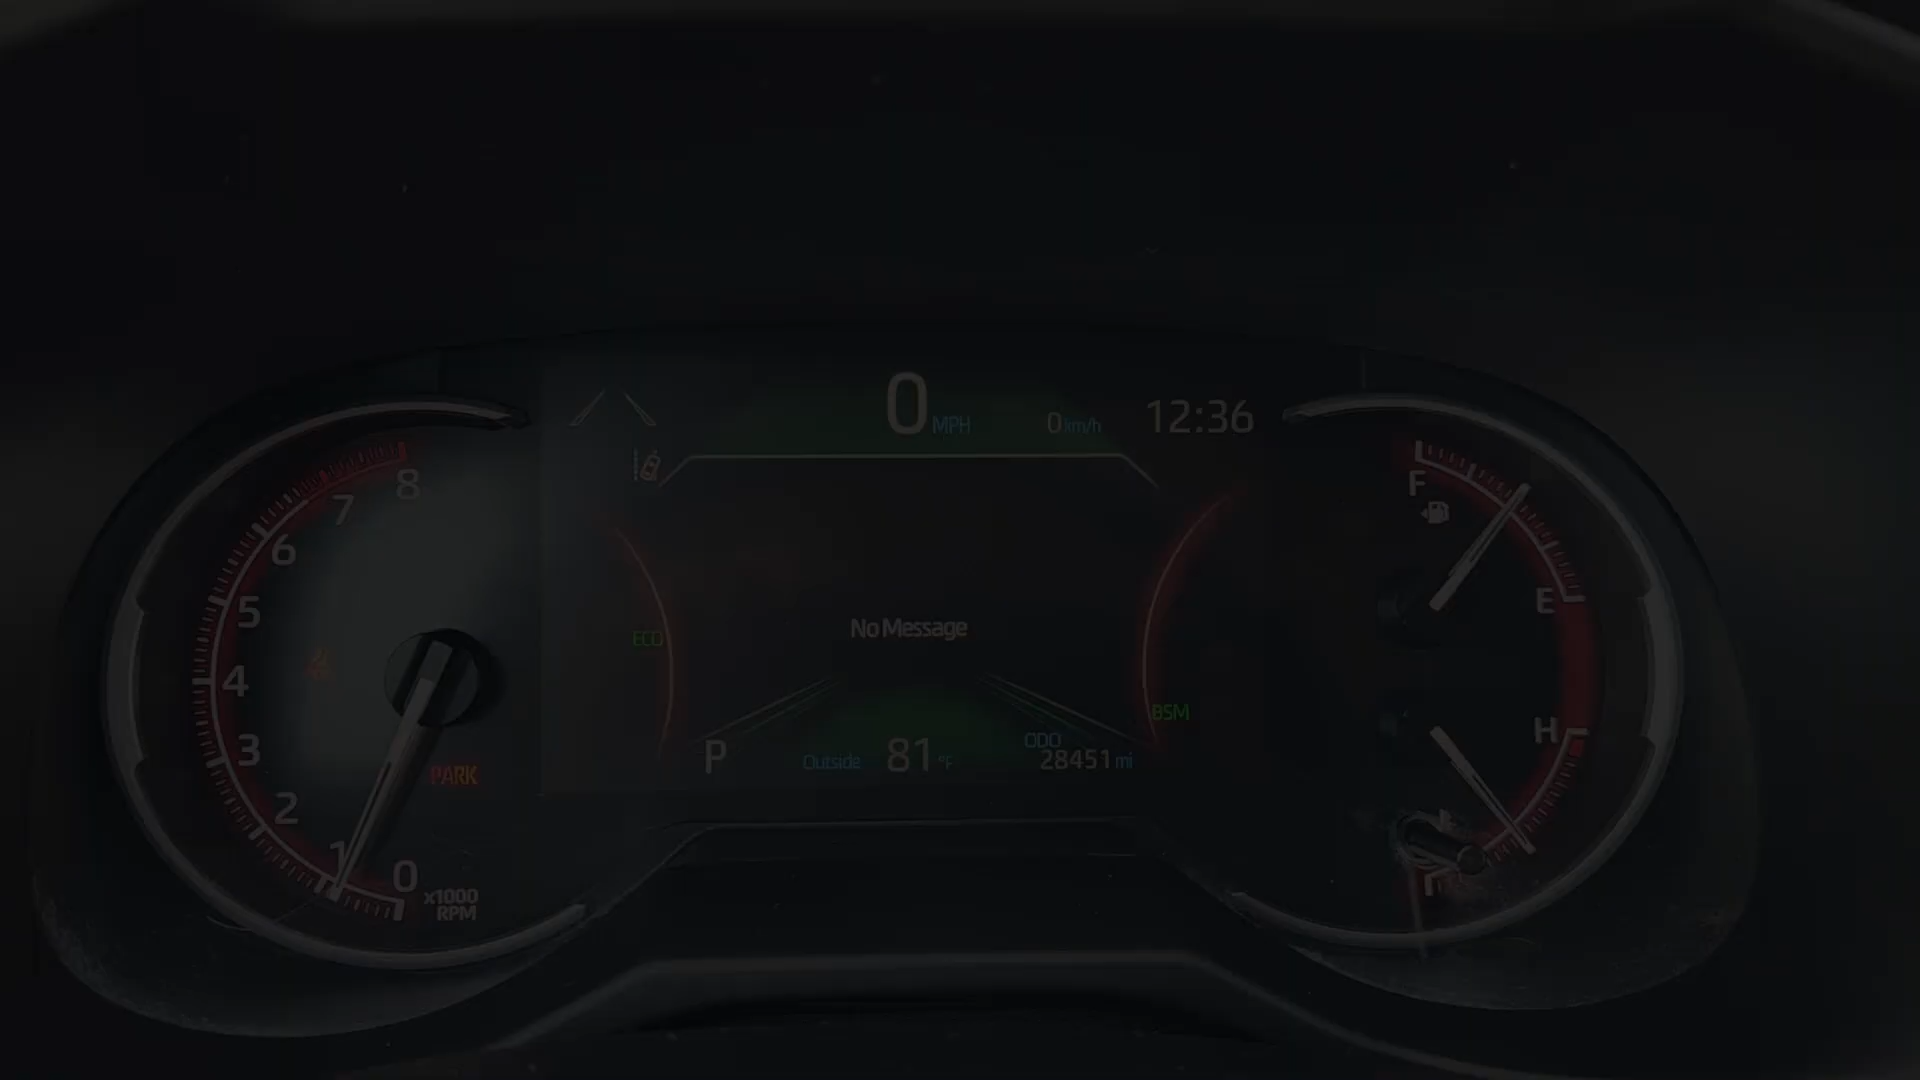 0 MPH
0 km/h
12:36
8
7
6
5
4
3
2
1
0
x1000
RPM
PARK
ECO
No Message
BSM
P
Outside 81 °F
ODO
28451 mi
F
E
H